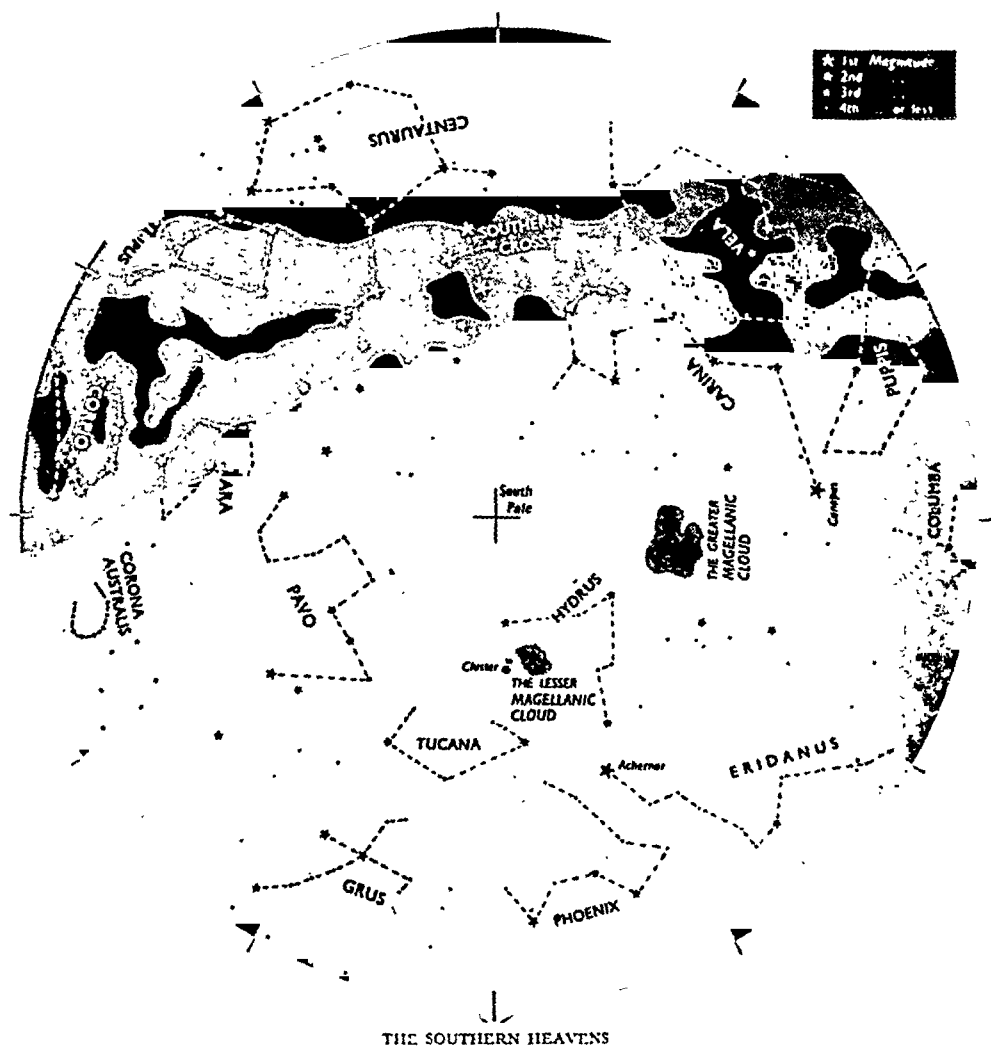 ★ 1st Magnitude
★ 2nd " "
★ 3rd " "
• 4th " or less
CENTAURUS
LUPUS
SOUTHERN
CROSS
VELA
CARINA
PUPPIS
SCORPIO
ARA
South
Pole
Canopus
COLUMBA
THE GREATER
MAGELLANIC
CLOUD
CORONA
AUSTRALIS
PAVO
HYDRUS
Cluster
THE LESSER
MAGELLANIC
CLOUD
TUCANA
Achernar
ERIDANUS
GRUS
PHOENIX
THE SOUTHERN HEAVENS